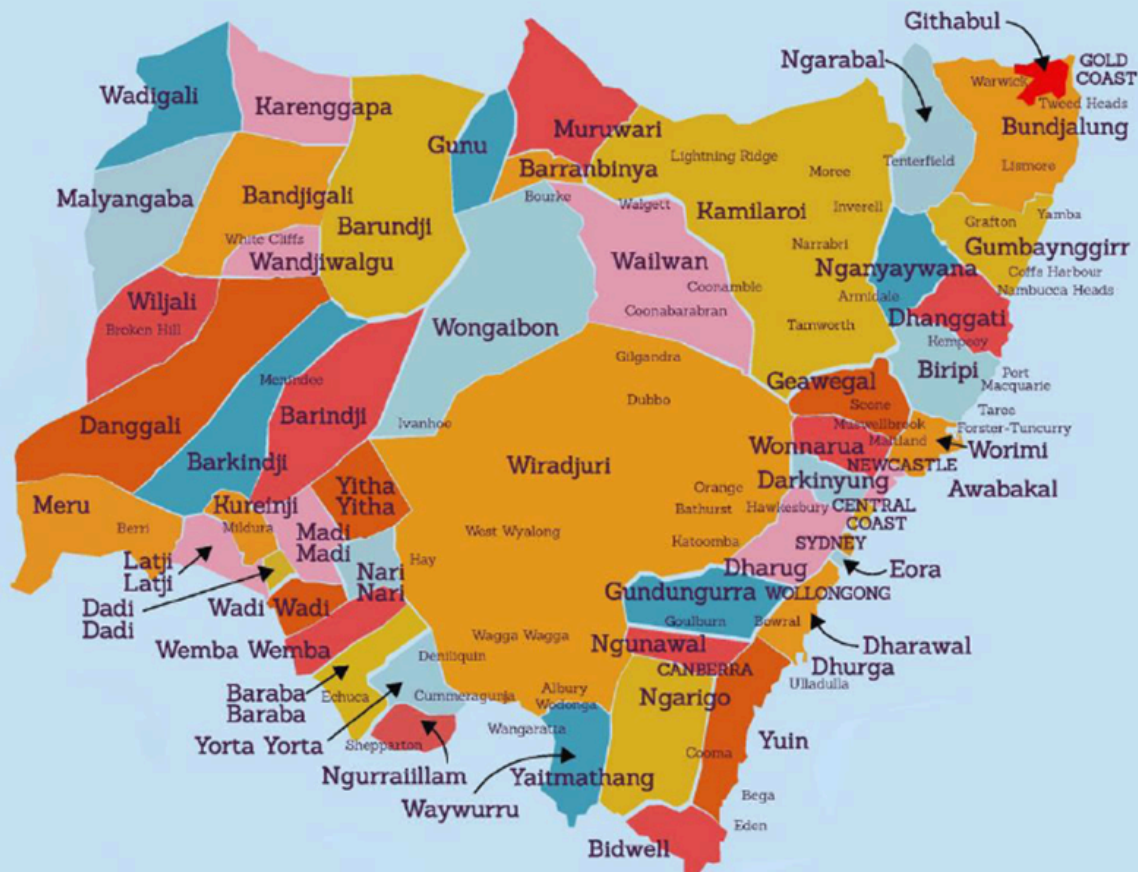 Githabul
Ngarabal
GOLD
COAST
Wadigali
Karenggapa
Warwick
Tweed Heads
Gunu
Muruwari
Bundjalung
Barranbinya
Lightning Ridge
Moree
Tenterfield
Lismore
Malyangaba
Bandjigali
Barundji
Bourke
Walgett
Kamilaroi
Inverell
Grafton
Yamba
White Cliffs
Wandjiwalgu
Wailwan
Narrabri
Gumbaynggirr
Nganyaywana
Coffs Harbour
Nambucca Heads
Coonamble
Armidale
Wiljali
Broken Hill
Wongaibon
Coonabarabran
Tamworth
Dhanggati
Kempsey
Gilgandra
Biripi
Port
Macquarie
Menindee
Geawegal
Dubbo
Scone
Danggali
Barindji
Ivanhoe
Muswellbrook
Taree
Forster-Tuncurry
Wonnarua
Maitland
Worimi
Barkindji
Wiradjuri
NEWCASTLE
Darkinyung
Awabakal
Yitha
Yitha
Orange
Meru
Kureinji
Bathurst
Hawkesbury
CENTRAL
COAST
Berri
Mildura
Madi
Madi
West Wyalong
Katoomba
SYDNEY
Latji
Latji
Hay
Dharug
Eora
Nari
Nari
Dadi
Dadi
Wadi Wadi
Gundungurra
WOLLONGONG
Goulburn
Bowral
Wemba Wemba
Wagga Wagga
Ngunawal
Dharawal
Deniliquin
CANBERRA
Dhurga
Baraba
Baraba
Echuca
Cummeragunja
Albury
Wodonga
Ngarigo
Ulladulla
Yorta Yorta
Shepparton
Wangaratta
Yuin
Cooma
Ngurraiillam
Yaitmathang
Waywurru
Bega
Eden
Bidwell